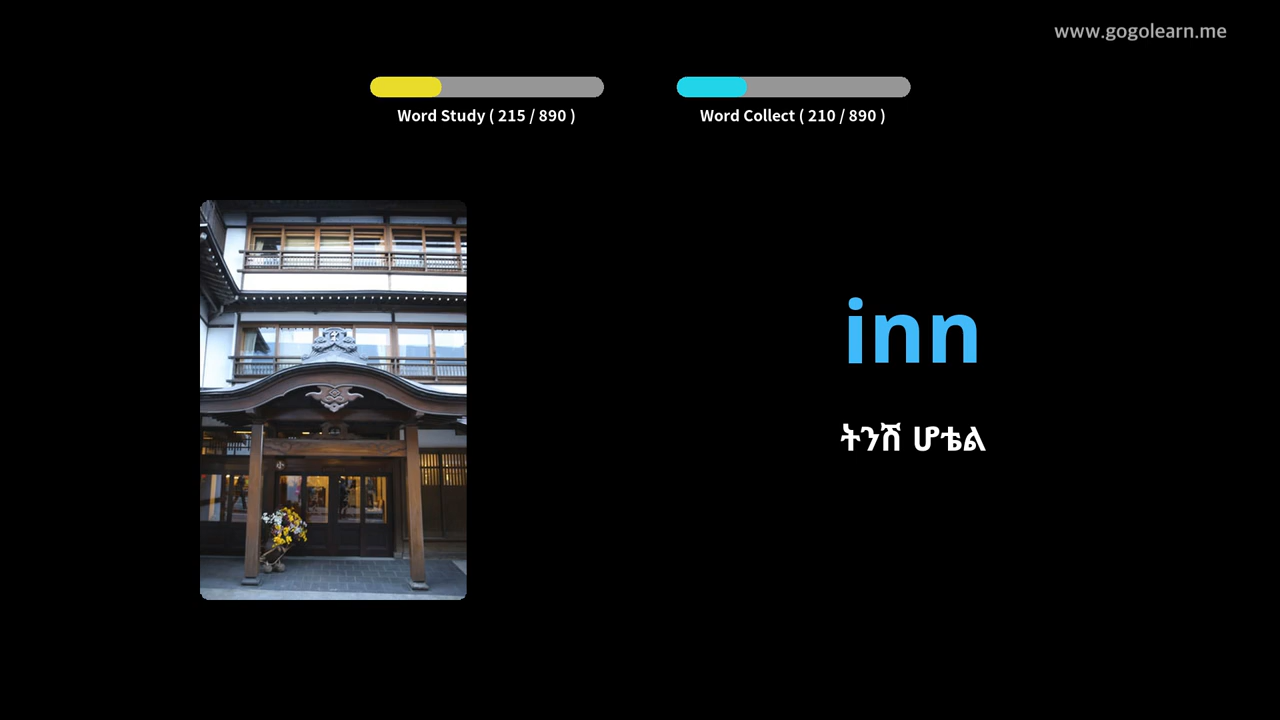 www.gogolearn.me
Word Study ( 215 / 890 )
Word Collect ( 210 / 890 )
inn
ትንሽ ሆቴል